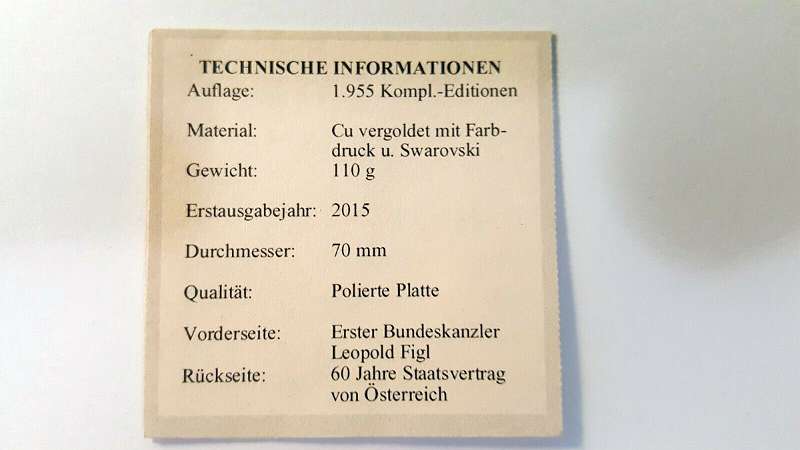 TECHNISCHE INFORMATIONEN
Auflage: 1.955 Kompl.-Editionen
Material: Cu vergoldet mit Farb-
druck u. Swarovski
Gewicht: 110 g
Erstausgabejahr: 2015
Durchmesser: 70 mm
Qualität: Polierte Platte
Vorderseite: Erster Bundeskanzler
Leopold Figl
Rückseite: 60 Jahre Staatsvertrag
von Österreich